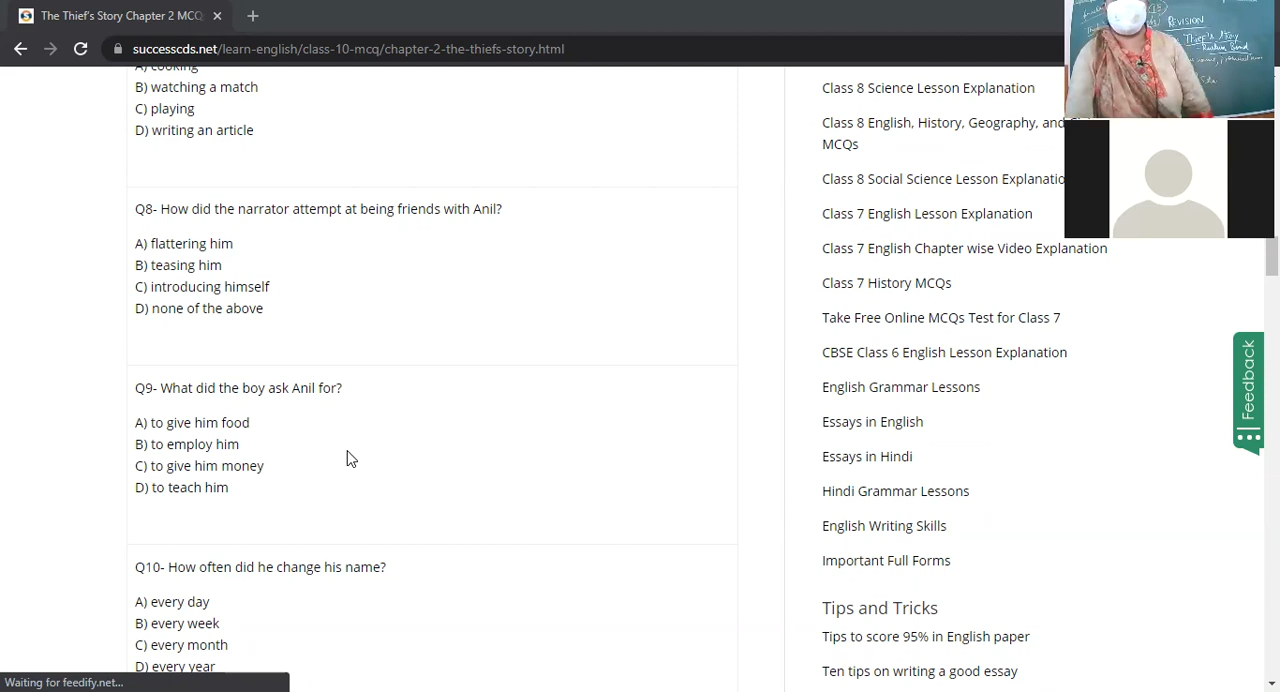 The Thief's Story Chapter 2 MCQ
successcds.net/learn-english/class-10-mcq/chapter-2-the-thiefs-story.html
A) cooking
B) watching a match
C) playing
D) writing an article
Q8- How did the narrator attempt at being friends with Anil?
A) flattering him
B) teasing him
C) introducing himself
D) none of the above
Q9- What did the boy ask Anil for?
A) to give him food
B) to employ him
C) to give him money
D) to teach him
Q10- How often did he change his name?
A) every day
B) every week
C) every month
D) every year
Waiting for feedify.net...
Class 8 Science Lesson Explanation
Class 8 English, History, Geography, and
MCQs
Class 8 Social Science Lesson Explanatio
Class 7 English Lesson Explanation
Class 7 English Chapter wise Video Explanation
Class 7 History MCQs
Take Free Online MCQs Test for Class 7
CBSE Class 6 English Lesson Explanation
English Grammar Lessons
Essays in English
Essays in Hindi
Hindi Grammar Lessons
English Writing Skills
Important Full Forms
Tips and Tricks
Tips to score 95% in English paper
Ten tips on writing a good essay
Feedback
REVISION
Thief's Story
Ruskin Bond